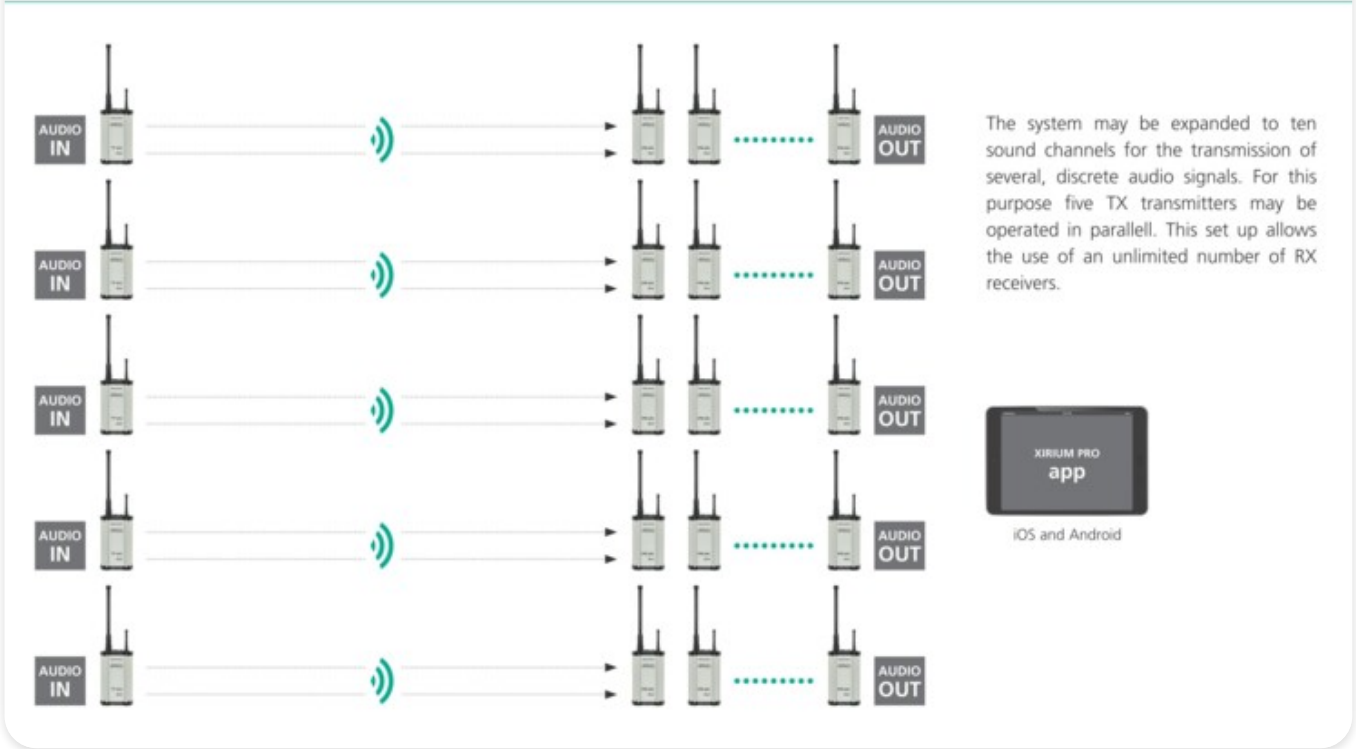 AUDIO
IN
AUDIO
OUT
AUDIO
IN
AUDIO
OUT
AUDIO
IN
AUDIO
OUT
AUDIO
IN
AUDIO
OUT
AUDIO
IN
AUDIO
OUT
The system may be expanded to ten
sound channels for the transmission of
several, discrete audio signals. For this
purpose five TX transmitters may be
operated in parallell. This set up allows
the use of an unlimited number of RX
receivers.
XIRIUM PRO
app
iOS and Android